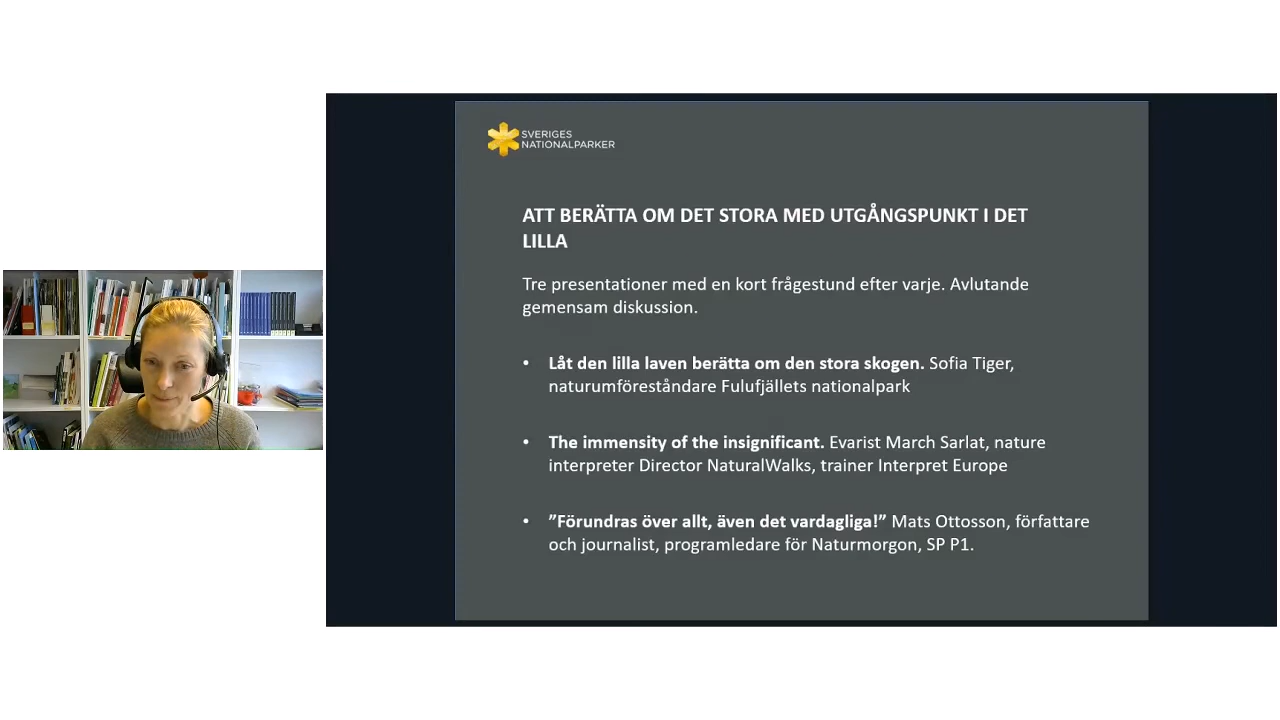 SVERIGES
NATIONALPARKER
ATT BERÄTTA OM DET STORA MED UTGÅNGSPUNKT I DET
LILLA
Tre presentationer med en kort frågestund efter varje. Avlutande
gemensam diskussion.
• Låt den lilla laven berätta om den stora skogen. Sofia Tiger,
naturumföreståndare Fulufjällets nationalpark
• The immensity of the insignificant. Evarist March Sarlat, nature
interpreter Director NaturalWalks, trainer Interpret Europe
• ”Förundras över allt, även det vardagliga!” Mats Ottosson, författare
och journalist, programledare för Naturmorgon, SP P1.